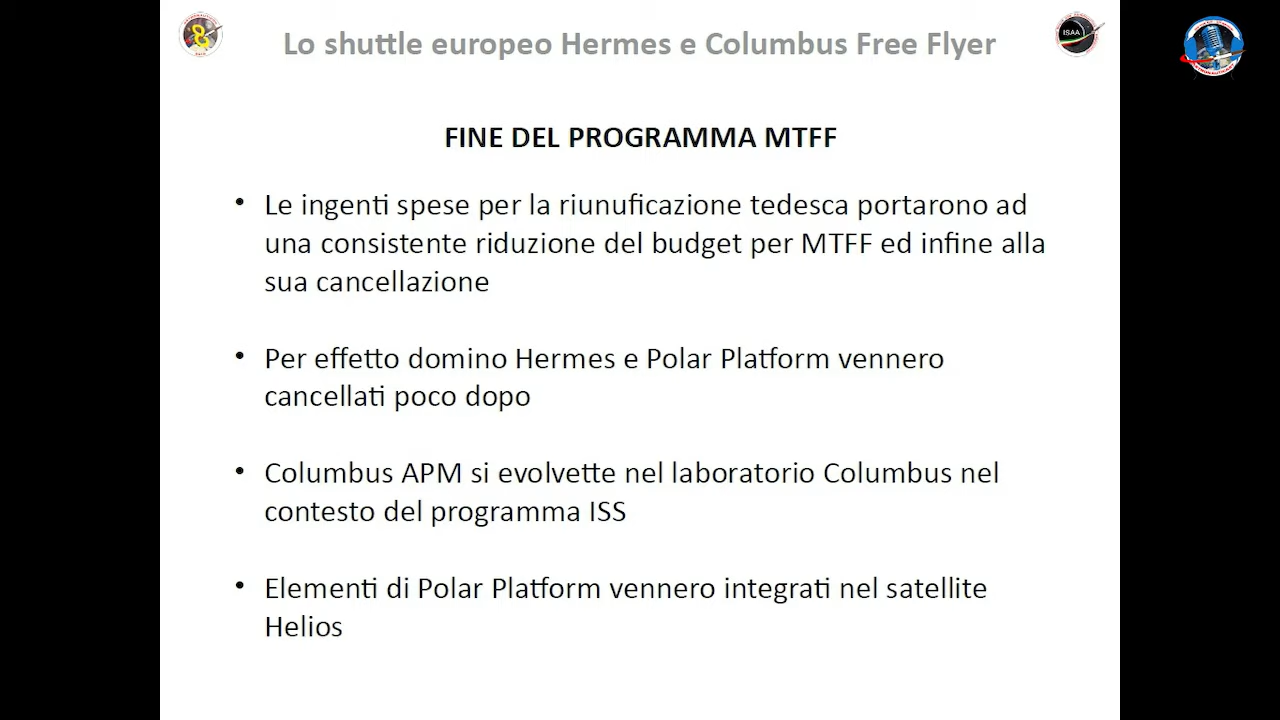 Lo shuttle europeo Hermes e Columbus Free Flyer
ISAA
FINE DEL PROGRAMMA MTFF
• Le ingenti spese per la riunuficazione tedesca portarono ad
una consistente riduzione del budget per MTFF ed infine alla
sua cancellazione
• Per effetto domino Hermes e Polar Platform vennero
cancellati poco dopo
• Columbus APM si evolvette nel laboratorio Columbus nel
contesto del programma ISS
• Elementi di Polar Platform vennero integrati nel satellite
Helios